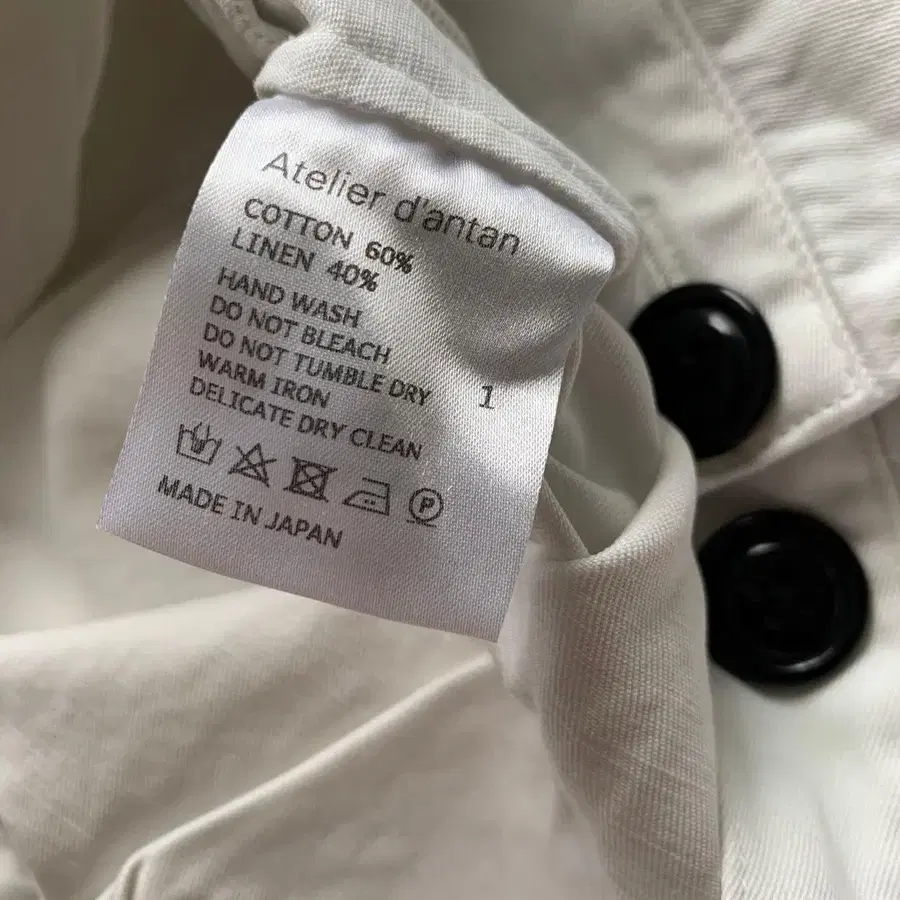 Atelier d'antan
COTTON 60%
LINEN 40%
HAND WASH
DO NOT BLEACH
DO NOT TUMBLE DRY
WARM IRON
DELICATE DRY CLEAN
1
P
MADE IN JAPAN